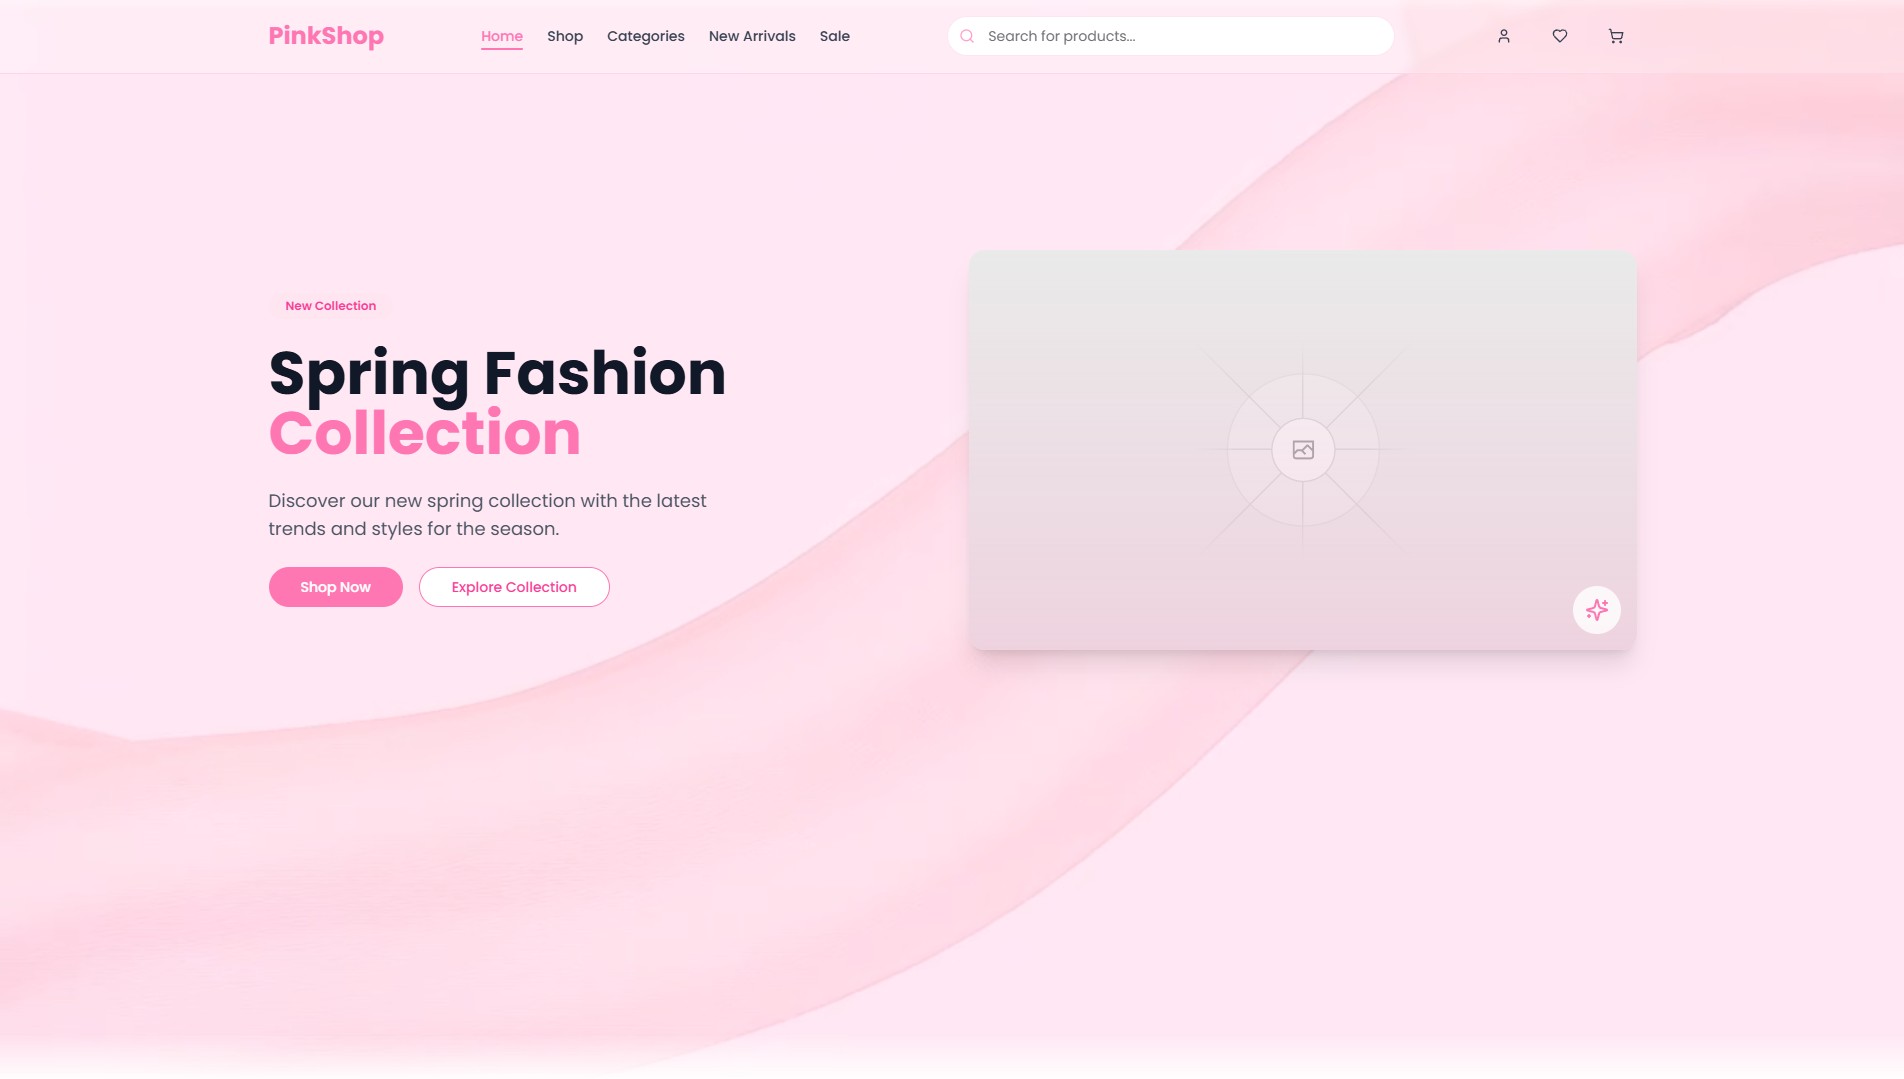 PinkShop
Home
Shop
Categories
New Arrivals
Sale
Search for products...
New Collection
Spring Fashion
Collection
Discover our new spring collection with the latest
trends and styles for the season.
Shop Now
Explore Collection